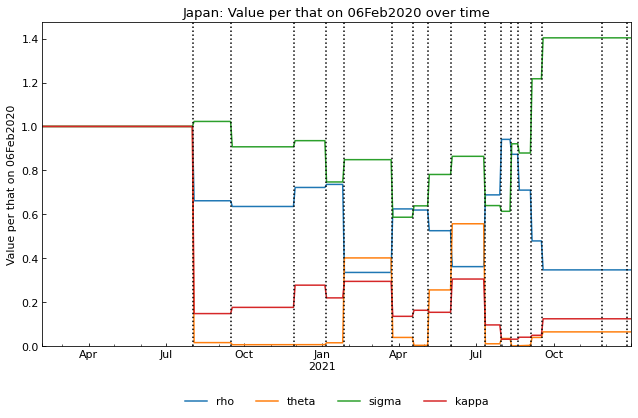 Japan: Value per that on 06Feb2020 over time
Value per that on 06Feb2020
1.4
1.2
1.0
0.8
0.6
0.4
0.2
0.0
Apr Jul Oct Jan Apr Jul Oct
2021
rho theta sigma kappa